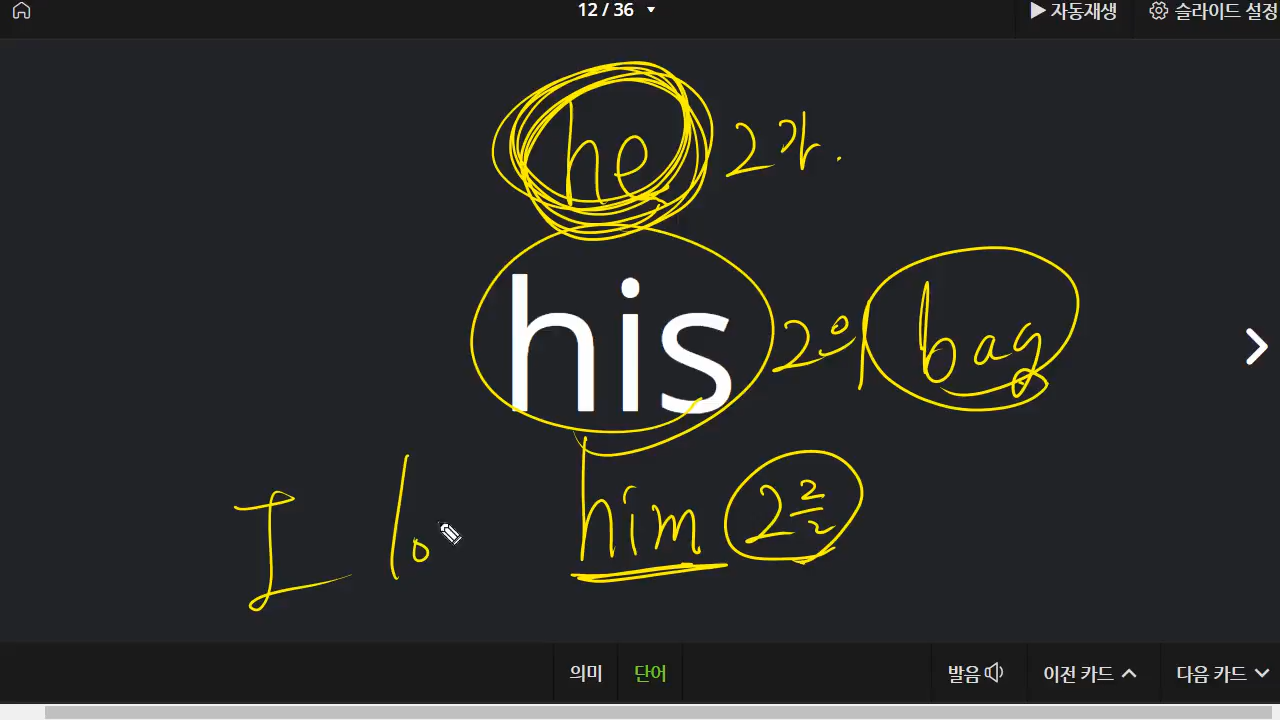 12 / 36
자동재생
슬라이드 설정
he 그가.
his 그의 bag
I lo him 그를
의미
단어
발음
이전 카드
다음 카드